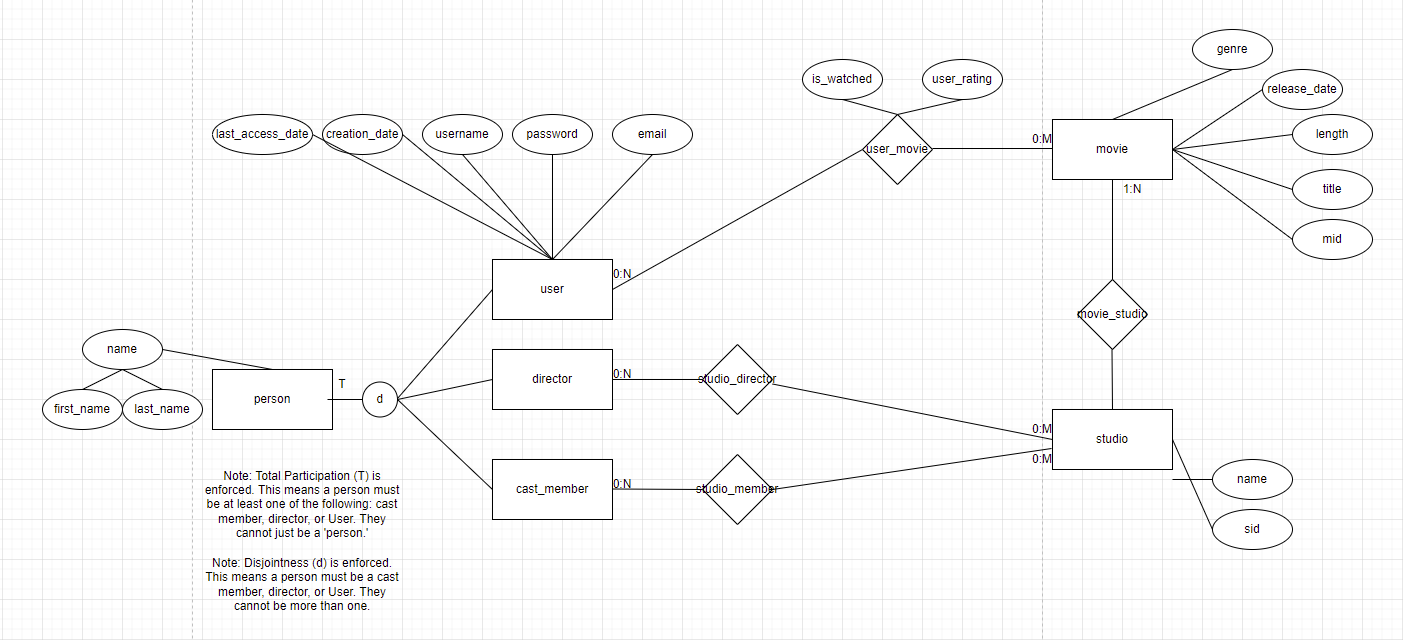 genre
is_watched
user_rating
release_date
last_access_date
creation_date
username
password
email
length
0:M
user_movie
movie
title
1:N
mid
0:N
user
movie_studio
name
0:N
studio_director
T
director
person
d
first_name
last_name
0:M
studio
0:M
Note: Total Participation (T) is
enforced. This means a person must
be at least one of the following: cast
member, director, or User. They
cannot just be a 'person.'
0:N
cast_member
studio_member
name
sid
Note: Disjointness (d) is enforced.
This means a person must be a cast
member, director, or User. They
cannot be more than one.